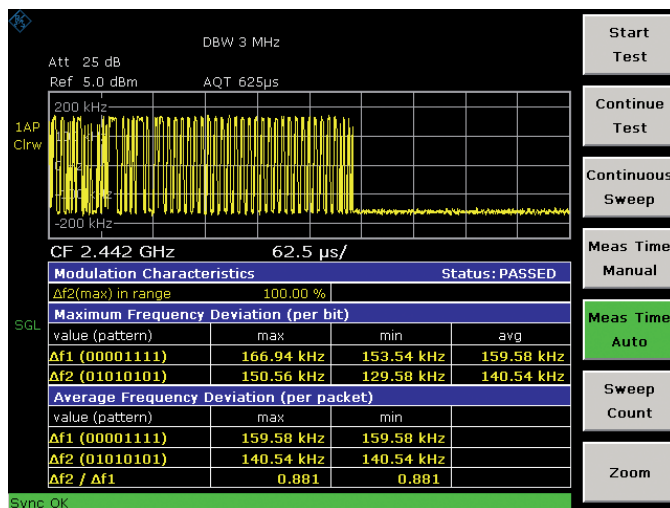 DBW 3 MHz
Att 25 dB
Ref 5.0 dBm AQT 625µs
200 kHz
1AP
Clrw
-200 kHz
CF 2.442 GHz 62.5 µs/
Modulation Characteristics Status:PASSED
Δf2(max) in range 100.00 %
SGL
Maximum Frequency Deviation (per bit)
value (pattern) max min avg
Δf1 (00001111) 166.94 kHz 153.54 kHz 159.58 kHz
Δf2 (01010101) 150.56 kHz 129.58 kHz 140.54 kHz
Average Frequency Deviation (per packet)
value (pattern) max min
Δf1 (00001111) 159.58 kHz 159.58 kHz
Δf2 (01010101) 140.54 kHz 140.54 kHz
Δf2 / Δf1 0.881 0.881
Sync OK
Start
Test
Continue
Test
Continuous
Sweep
Meas Time
Manual
Meas Time
Auto
Sweep
Count
Zoom